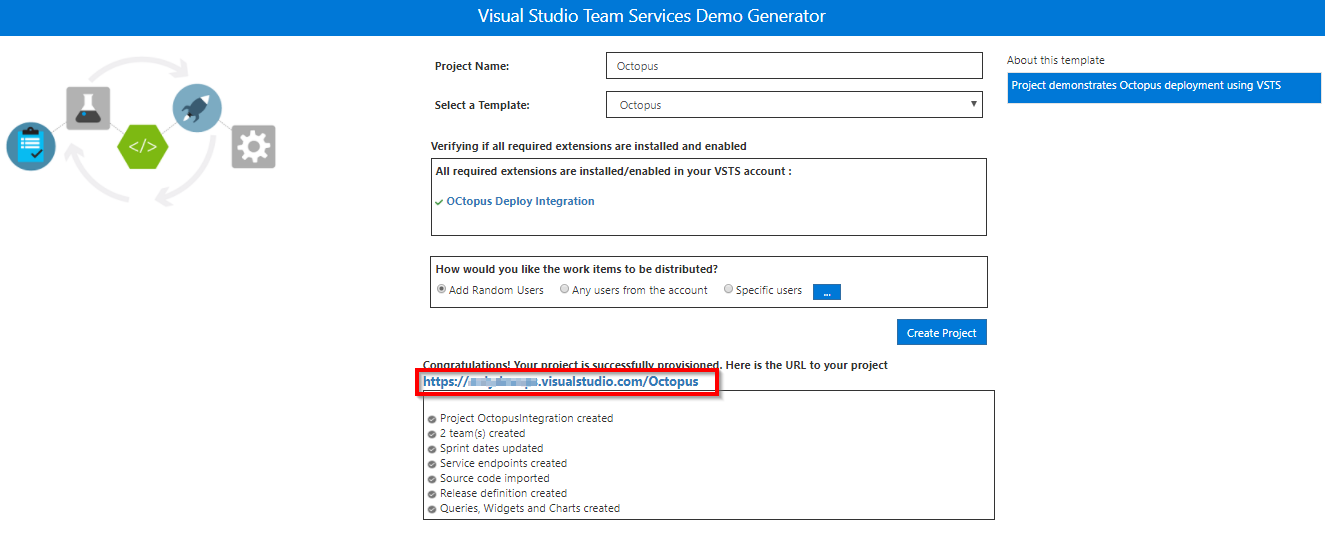 Visual Studio Team Services Demo Generator
Project Name:
Octopus
About this template
Project demonstrates Octopus deployment using VSTS
Select a Template:
Octopus
</>
Verifying if all required extensions are installed and enabled
All required extensions are installed/enabled in your VSTS account :
OCtopus Deploy Integration
How would you like the work items to be distributed?
Add Random Users Any users from the account Specific users ...
Create Project
Congratulations! Your project is successfully provisioned. Here is the URL to your project
https:// .visualstudio.com/Octopus
Project OctopusIntegration created
2 team(s) created
Sprint dates updated
Service endpoints created
Source code imported
Release definition created
Queries, Widgets and Charts created